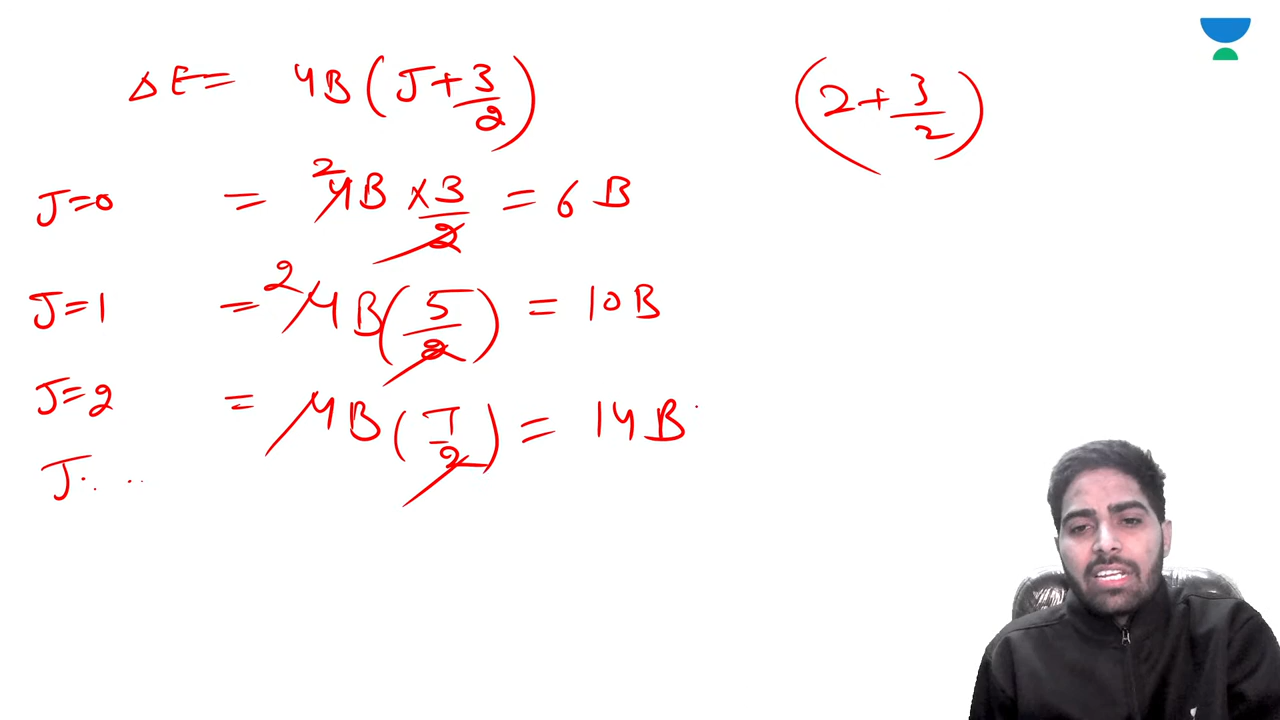 ΔE = 4B (J + 3/2)
(2 + 3/2)
J=0 = 2 4B × 3/2 = 6B
J=1 = 2 4B (5/2) = 10B
J=2 = 4B (7/2) = 14B
J. . ...